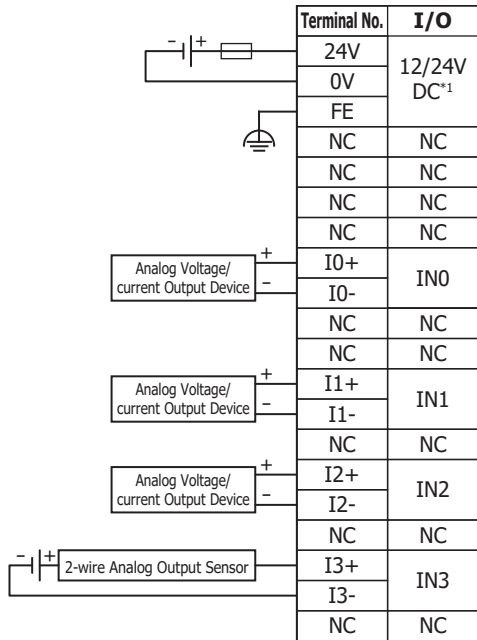 Terminal No. I/O
– + 24V
0V
12/24V
DC*1
FE
NC NC
NC NC
NC NC
NC NC
Analog Voltage/
current Output Device
+
–
I0+
I0-
IN0
NC NC
NC NC
Analog Voltage/
current Output Device
+
–
I1+
I1-
IN1
NC NC
Analog Voltage/
current Output Device
+
–
I2+
I2-
IN2
NC NC
– + 2-wire Analog Output Sensor
I3+
I3-
IN3
NC NC